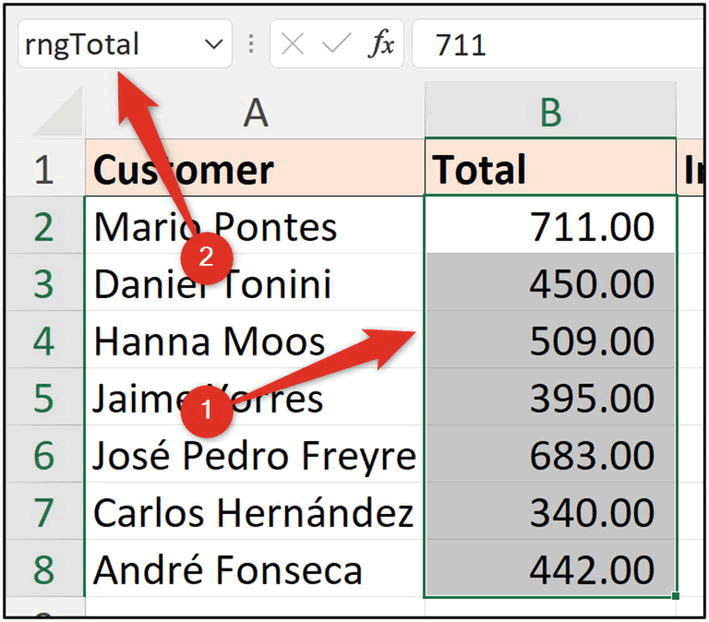 rngTotal fx 711
A B
1 Customer Total
2 Mario Pontes 711.00
2
3 Daniel Tonini 450.00
4 Hanna Moos 509.00
5 Jaime Yorres 395.00
1
6 José Pedro Freyre 683.00
7 Carlos Hernández 340.00
8 André Fonseca 442.00